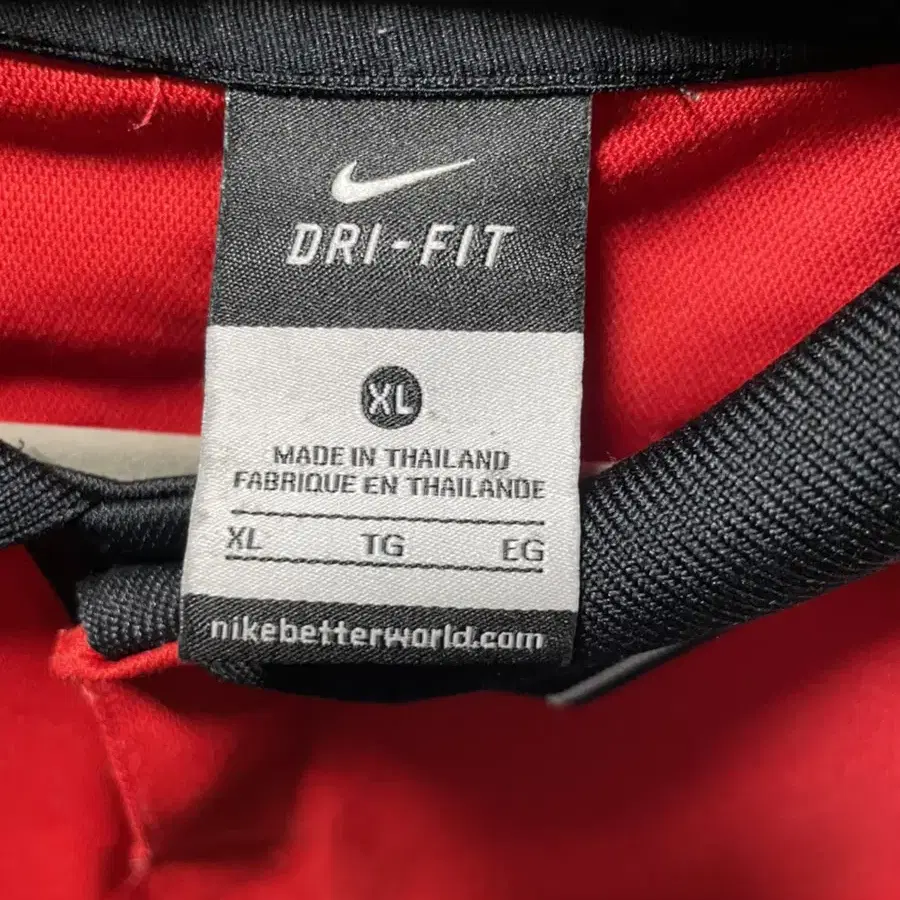 DRI-FIT
XL
MADE IN THAILAND
FABRIQUE EN THAILANDE
XL TG EG
nikebetterworld.com